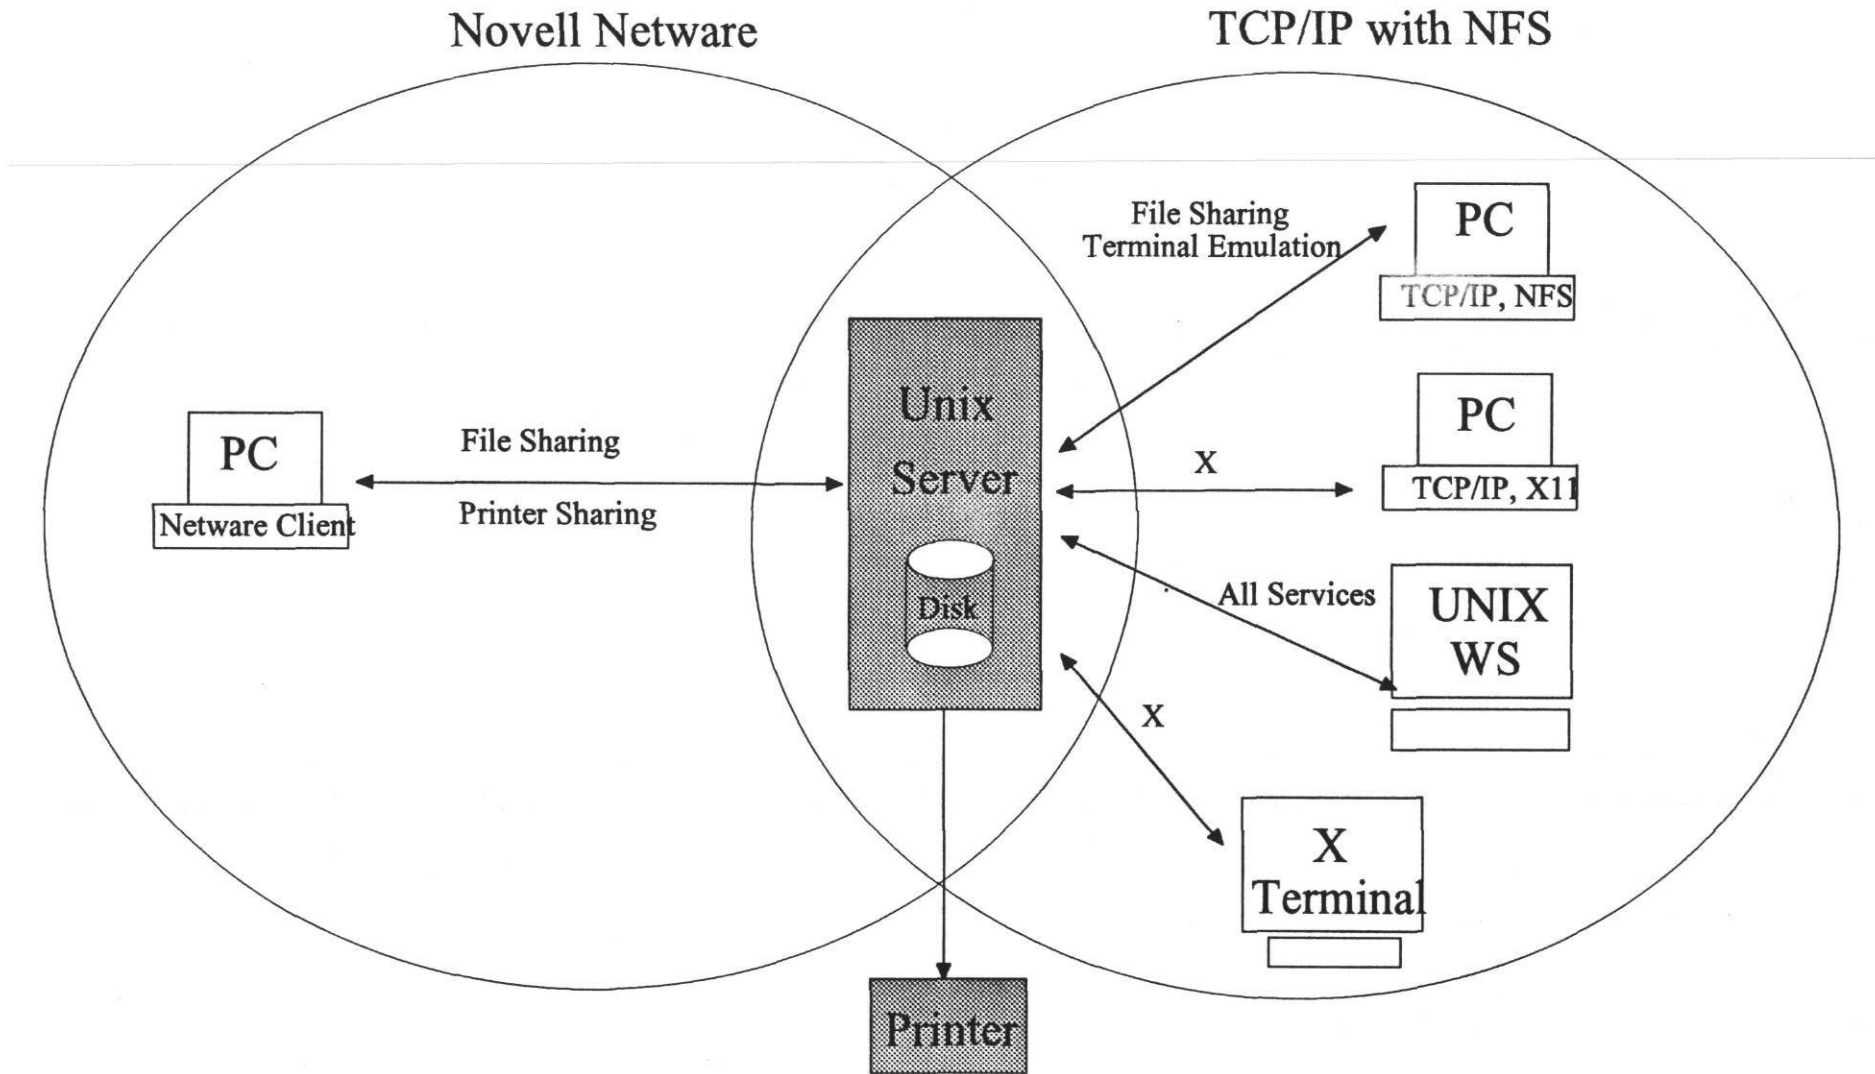 Novell Netware
TCP/IP with NFS
File Sharing
Terminal Emulation
PC
TCP/IP, NFS
PC
Netware Client
File Sharing
Printer Sharing
Unix
Server
Disk
X
PC
TCP/IP, X11
All Services
UNIX
WS
X
X
Terminal
Printer